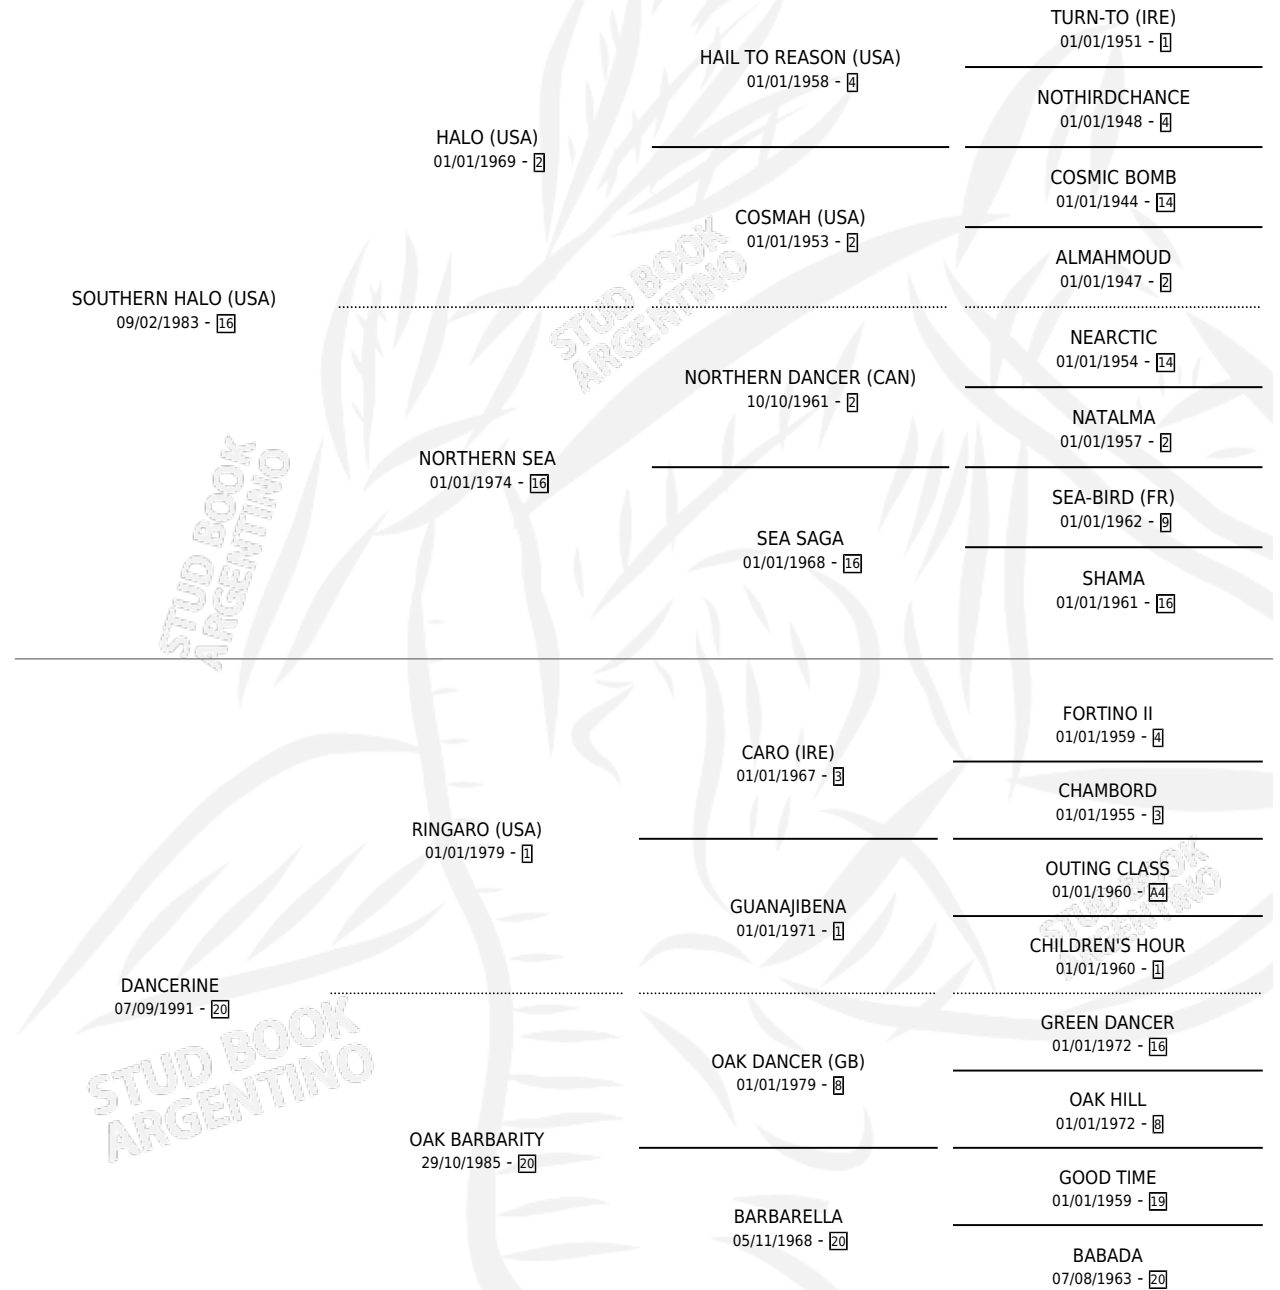 TURN-TO (IRE)
01/01/1951 - 1
HAIL TO REASON (USA)
01/01/1958 - 4
NOTHIRDCHANCE
01/01/1948 - 4
HALO (USA)
01/01/1969 - 2
COSMIC BOMB
01/01/1944 - 14
COSMAH (USA)
01/01/1953 - 2
ALMAHMOUD
01/01/1947 - 2
SOUTHERN HALO (USA)
09/02/1983 - 16
NEARCTIC
01/01/1954 - 14
NORTHERN DANCER (CAN)
10/10/1961 - 2
NATALMA
01/01/1957 - 2
NORTHERN SEA
01/01/1974 - 16
SEA-BIRD (FR)
01/01/1962 - 9
SEA SAGA
01/01/1968 - 16
SHAMA
01/01/1961 - 16
STUD BOOK
ARGENTINO
STUD BOOK
ARGENTINO
FORTINO II
01/01/1959 - 4
CARO (IRE)
01/01/1967 - 3
CHAMBORD
01/01/1955 - 3
RINGARO (USA)
01/01/1979 - 1
OUTING CLASS
01/01/1960 - A4
GUANAJIBENA
01/01/1971 - 1
CHILDREN'S HOUR
01/01/1960 - 1
STUD BOOK
ARGENTINO
DANCERINE
07/09/1991 - 20
GREEN DANCER
01/01/1972 - 16
OAK DANCER (GB)
01/01/1979 - 8
OAK HILL
01/01/1972 - 8
OAK BARBARITY
29/10/1985 - 20
GOOD TIME
01/01/1959 - 19
BARBARELLA
05/11/1968 - 20
BABADA
07/08/1963 - 20
STUD BOOK
ARGENTINO